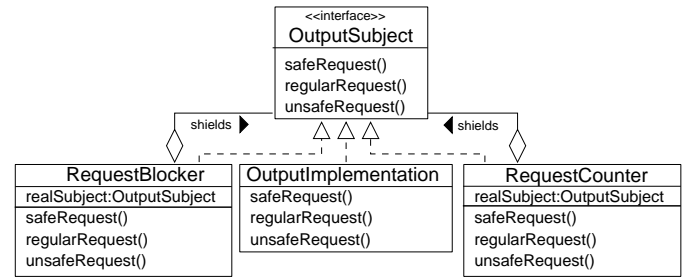 <<interface>>
OutputSubject
safeRequest()
regularRequest()
unsafeRequest()
shields
shields
RequestBlocker
realSubject:OutputSubject
safeRequest()
regularRequest()
unsafeRequest()
OutputImplementation
safeRequest()
regularRequest()
unsafeRequest()
RequestCounter
realSubject:OutputSubject
safeRequest()
regularRequest()
unsafeRequest()